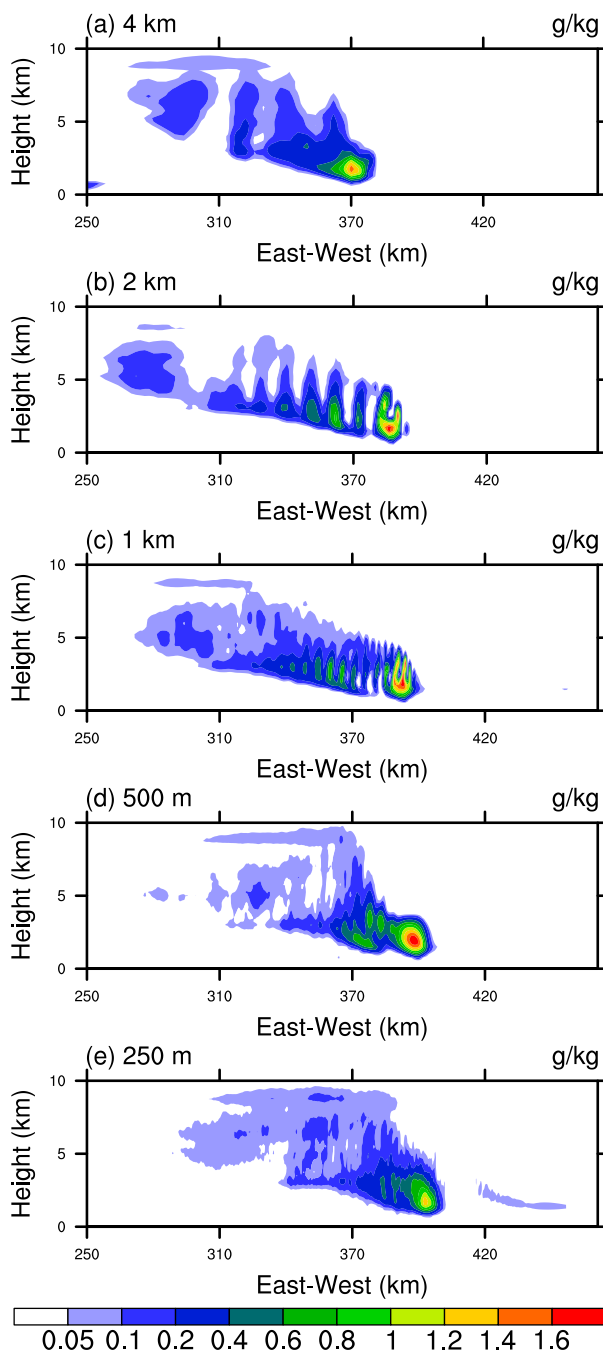 (a) 4 km g/kg
10
5
0
Height (km)
250 310 370 420
East-West (km)
(b) 2 km g/kg
10
5
0
Height (km)
250 310 370 420
East-West (km)
(c) 1 km g/kg
10
5
0
Height (km)
250 310 370 420
East-West (km)
(d) 500 m g/kg
10
5
0
Height (km)
250 310 370 420
East-West (km)
(e) 250 m g/kg
10
5
0
Height (km)
250 310 370 420
East-West (km)
0.05 0.1 0.2 0.4 0.6 0.8 1 1.2 1.4 1.6